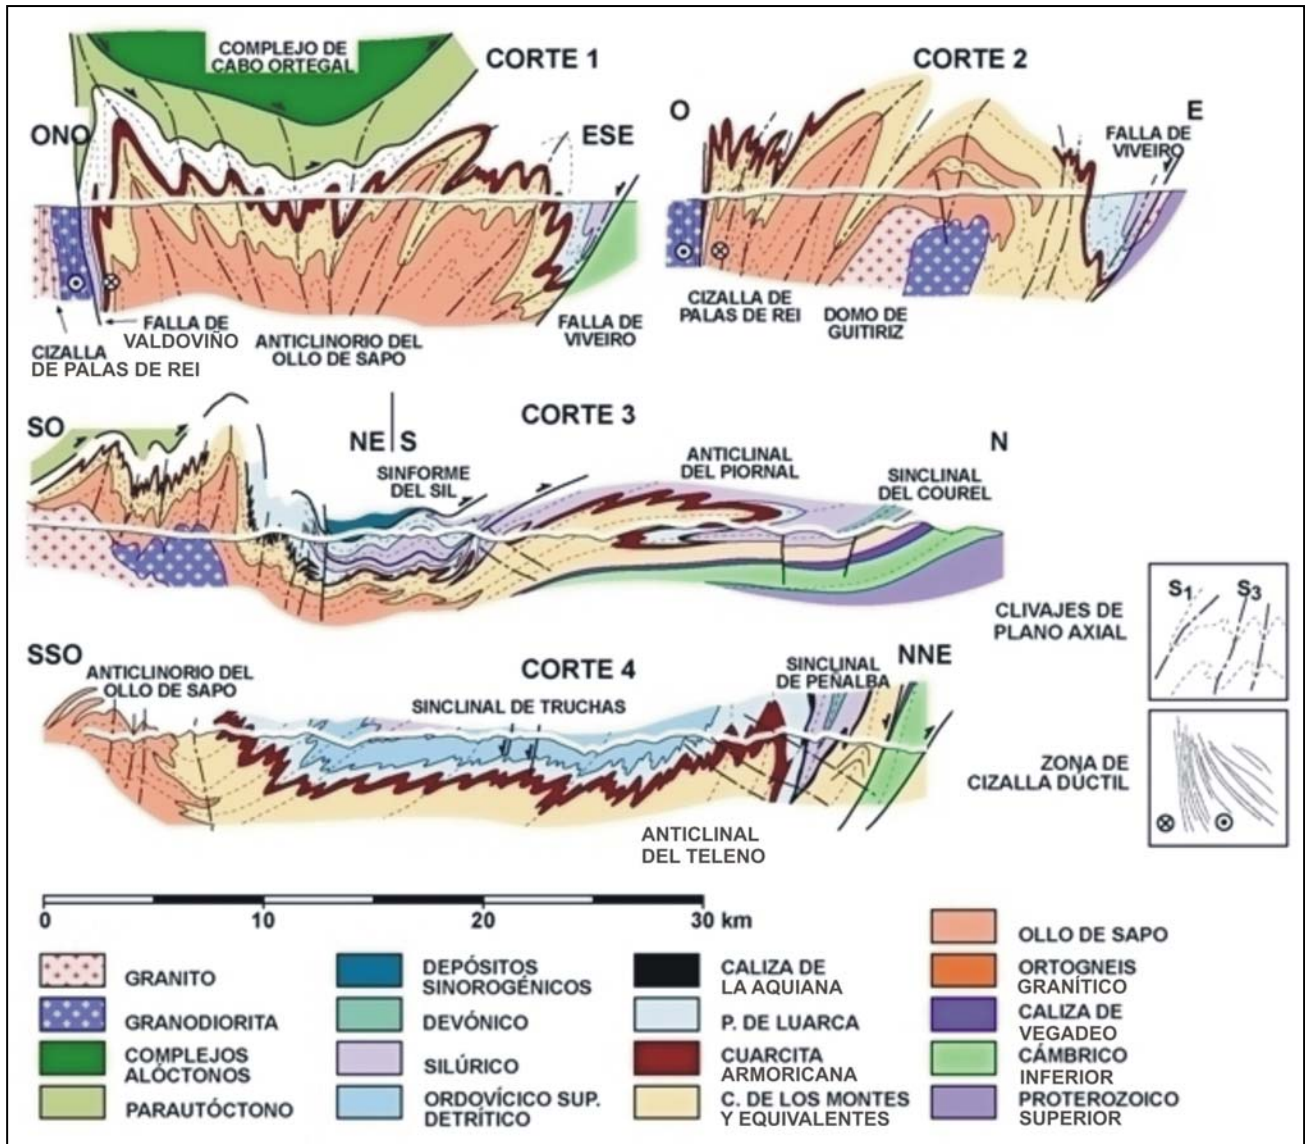 COMPLEJO DE
CABO ORTEGAL
CORTE 1
ONO
ESE
FALLA DE
VALDOVIÑO
CIZALLA
DE PALAS DE REI
ANTICLINORIO DEL
OLLO DE SAPO
FALLA DE
VIVEIRO
CORTE 2
O
E
FALLA DE
VIVEIRO
CIZALLA DE
PALAS DE REI
DOMO DE
GUITIRIZ
SO
NE
S
CORTE 3
N
SINFORME
DEL SIL
ANTICLINAL
DEL PIORNAL
SINCLINAL
DEL COUREL
SSO
ANTICLINORIO DEL
OLLO DE SAPO
CORTE 4
SINCLINAL DE TRUCHAS
SINCLINAL
DE PEÑALBA
NNE
ANTICLINAL
DEL TELENO
CLIVAJES DE
PLANO AXIAL
S1
S3
ZONA DE
CIZALLA DÚCTIL
0
10
20
30 km
GRANITO
GRANODIORITA
COMPLEJOS
ALÓCTONOS
PARAUTÓCTONO
DEPÓSITOS
SINOROGÉNICOS
DEVÓNICO
SILÚRICO
ORDOVÍCICO SUP.
DETRÍTICO
CALIZA DE
LA AQUIANA
P. DE LUARCA
CUARCITA
ARMORICANA
C. DE LOS MONTES
Y EQUIVALENTES
OLLO DE SAPO
ORTOGNEIS
GRANÍTICO
CALIZA DE
VEGADEO
CÁMBRICO
INFERIOR
PROTEROZOICO
SUPERIOR